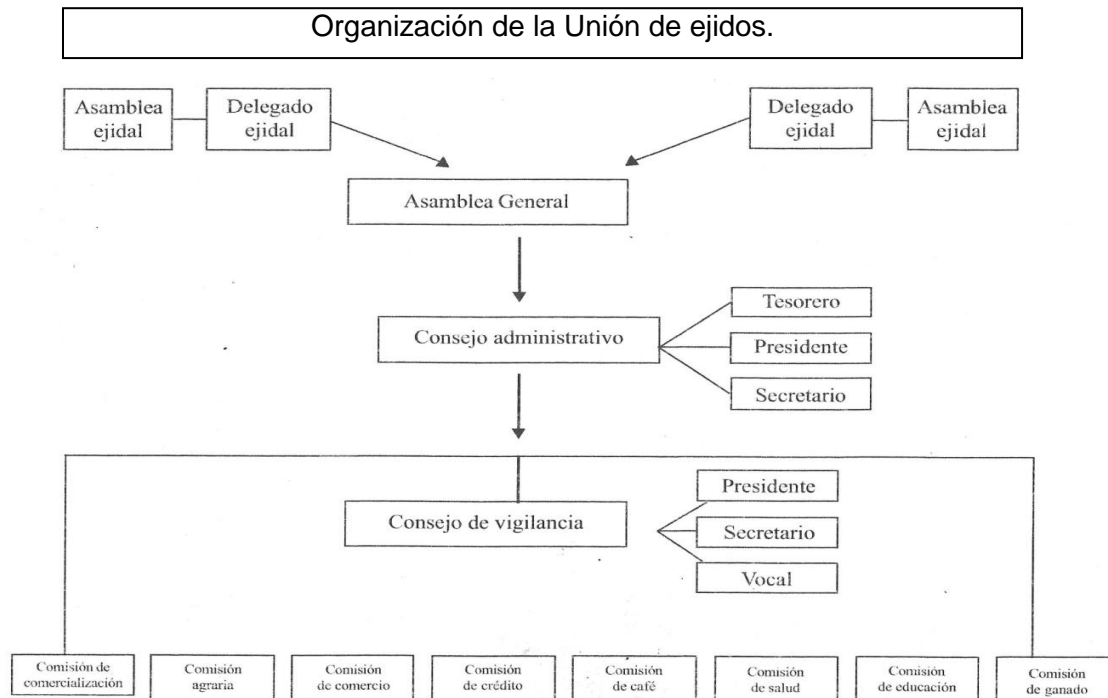 Organización de la Unión de ejidos.
Asamblea
ejidal
Delegado
ejidal
Delegado
ejidal
Asamblea
ejidal
Asamblea General
Consejo administrativo
Tesorero
Presidente
Secretario
Consejo de vigilancia
Presidente
Secretario
Vocal
Comisión de
comercialización
Comisión
agraria
Comisión
de comercio
Comisión
de crédito
Comisión
de café
Comisión
de salud
Comisión
de educación
Comisión
de ganado